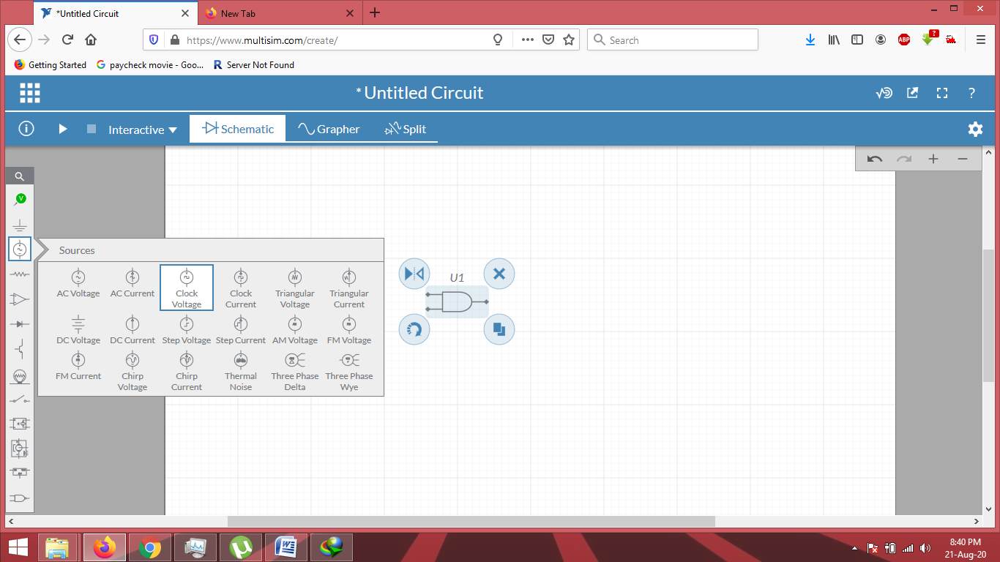 *Untitled Circuit
New Tab
https://www.multisim.com/create/
Search
ABP
?
Getting Started
paycheck movie - Goo...
R Server Not Found
* Untitled Circuit
?
Interactive
Schematic
Grapher
Split
V
Sources
AC Voltage
AC Current
Clock
Voltage
Clock
Current
Triangular
Voltage
Triangular
Current
DC Voltage
DC Current
Step Voltage
Step Current
AM Voltage
FM Voltage
FM Current
Chirp
Voltage
Chirp
Current
Thermal
Noise
Three Phase
Delta
Three Phase
Wye
U1
8:40 PM
21-Aug-20